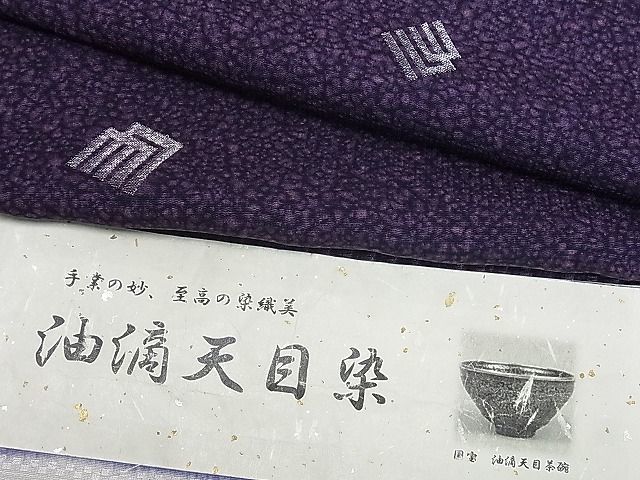 手業の妙、至高の染織美
油滴天目染
国宝 油滴天目茶碗